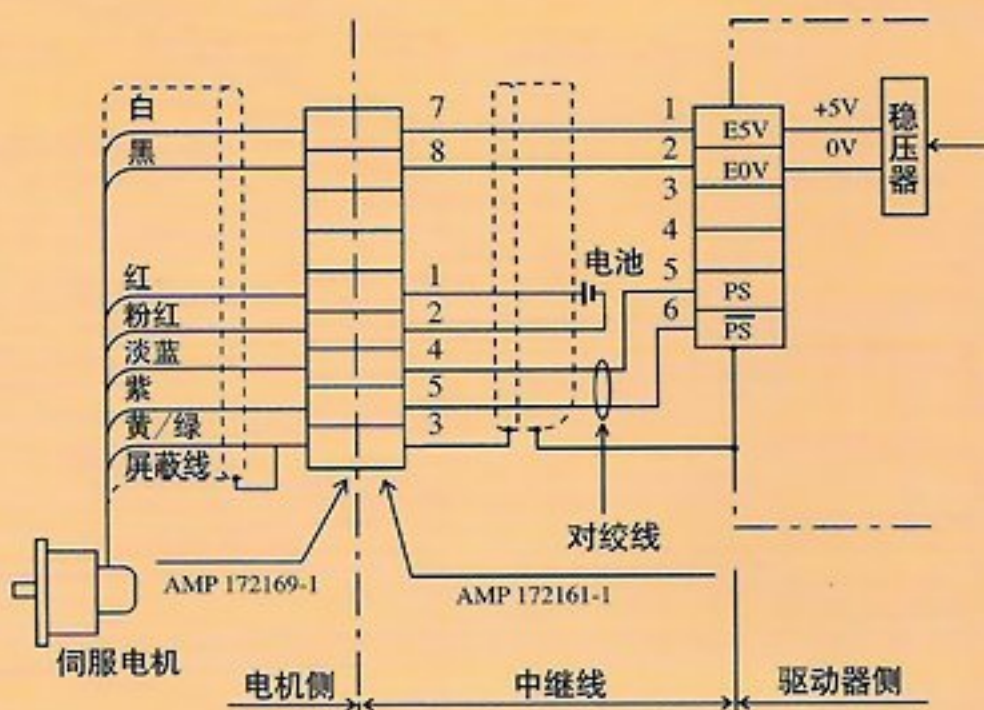 白
黑
红
粉红
淡蓝
紫
黄/绿
屏蔽线
7
8
1
2
4
5
3
电池
对绞线
1
2
3
4
5
6
E5V
E0V
PS
PS
+5V
0V
稳压器
AMP 172169-1
AMP 172161-1
伺服电机
电机侧
中继线
驱动器侧